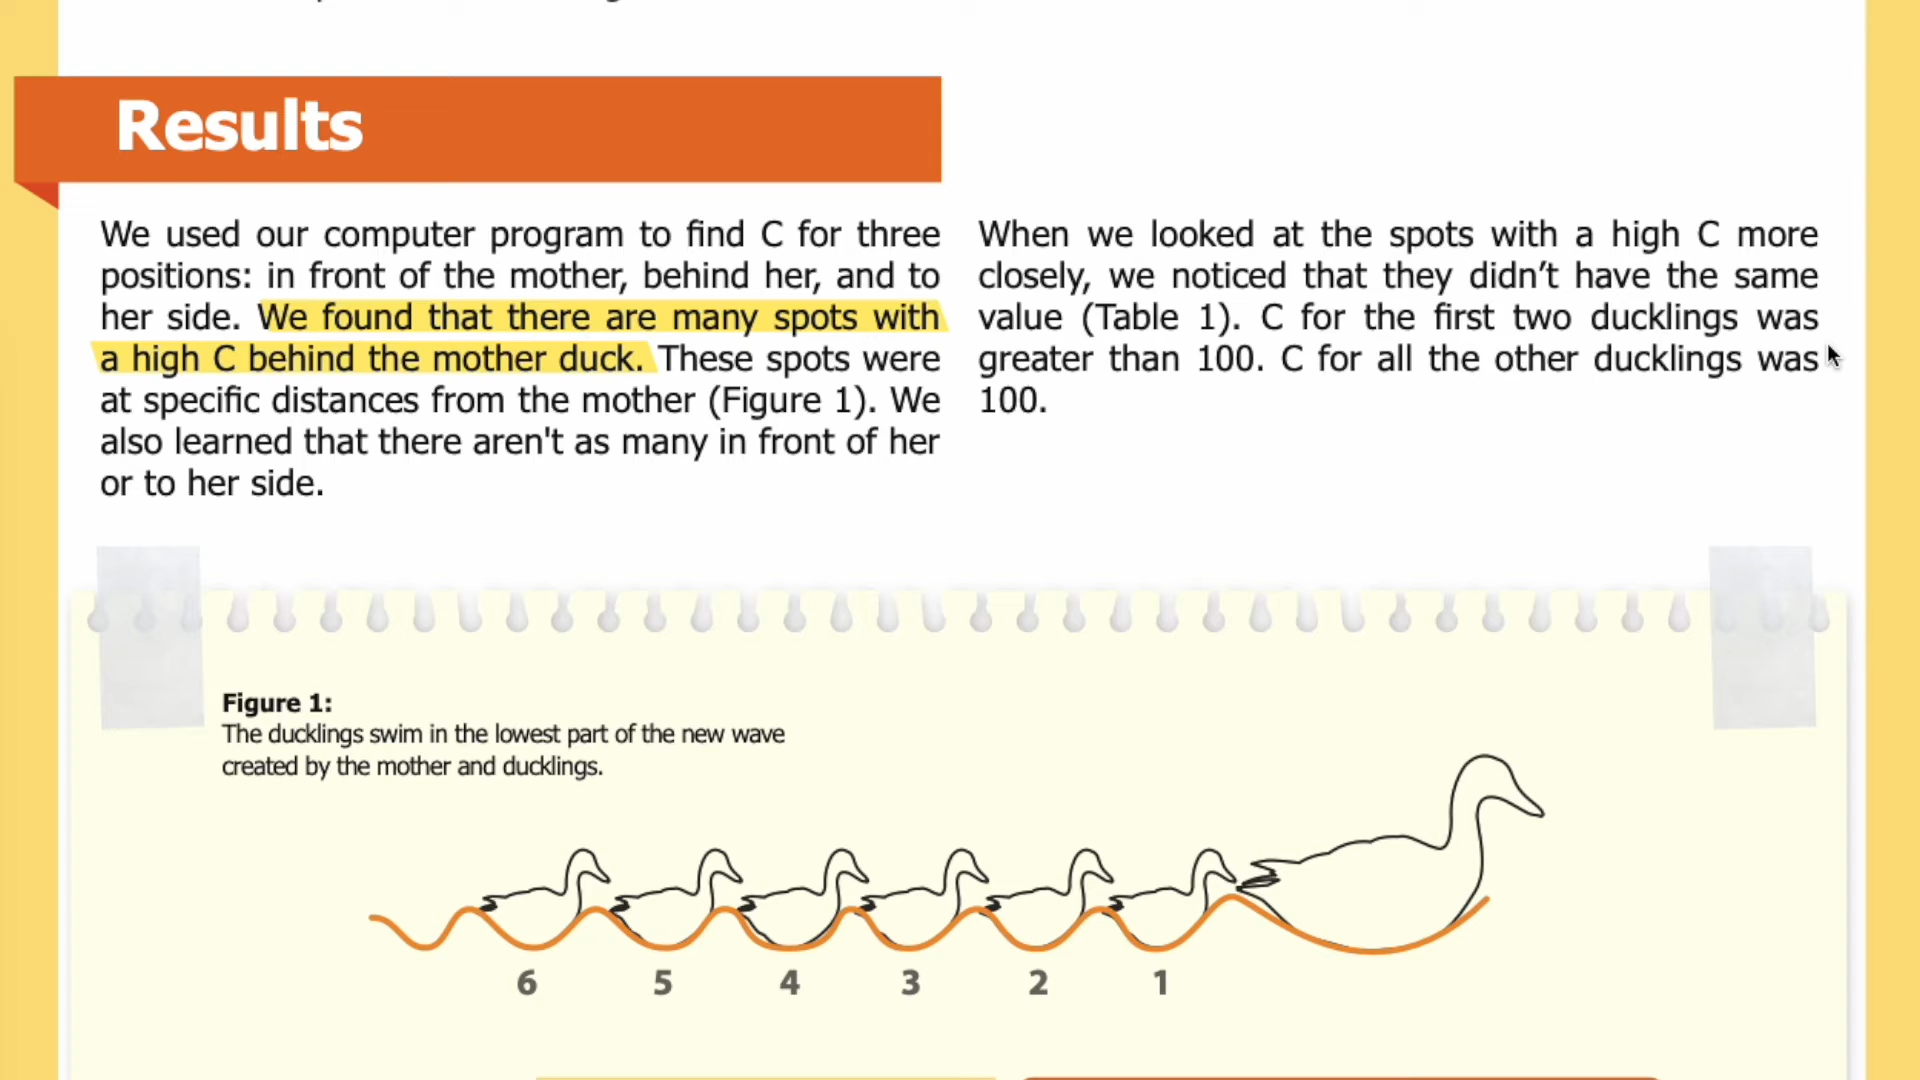 Results
We used our computer program to find C for three
positions: in front of the mother, behind her, and to
her side. We found that there are many spots with
a high C behind the mother duck. These spots were
at specific distances from the mother (Figure 1). We
also learned that there aren't as many in front of her
or to her side.
When we looked at the spots with a high C more
closely, we noticed that they didn’t have the same
value (Table 1). C for the first two ducklings was
greater than 100. C for all the other ducklings was
100.
Figure 1:
The ducklings swim in the lowest part of the new wave
created by the mother and ducklings.
6 5 4 3 2 1